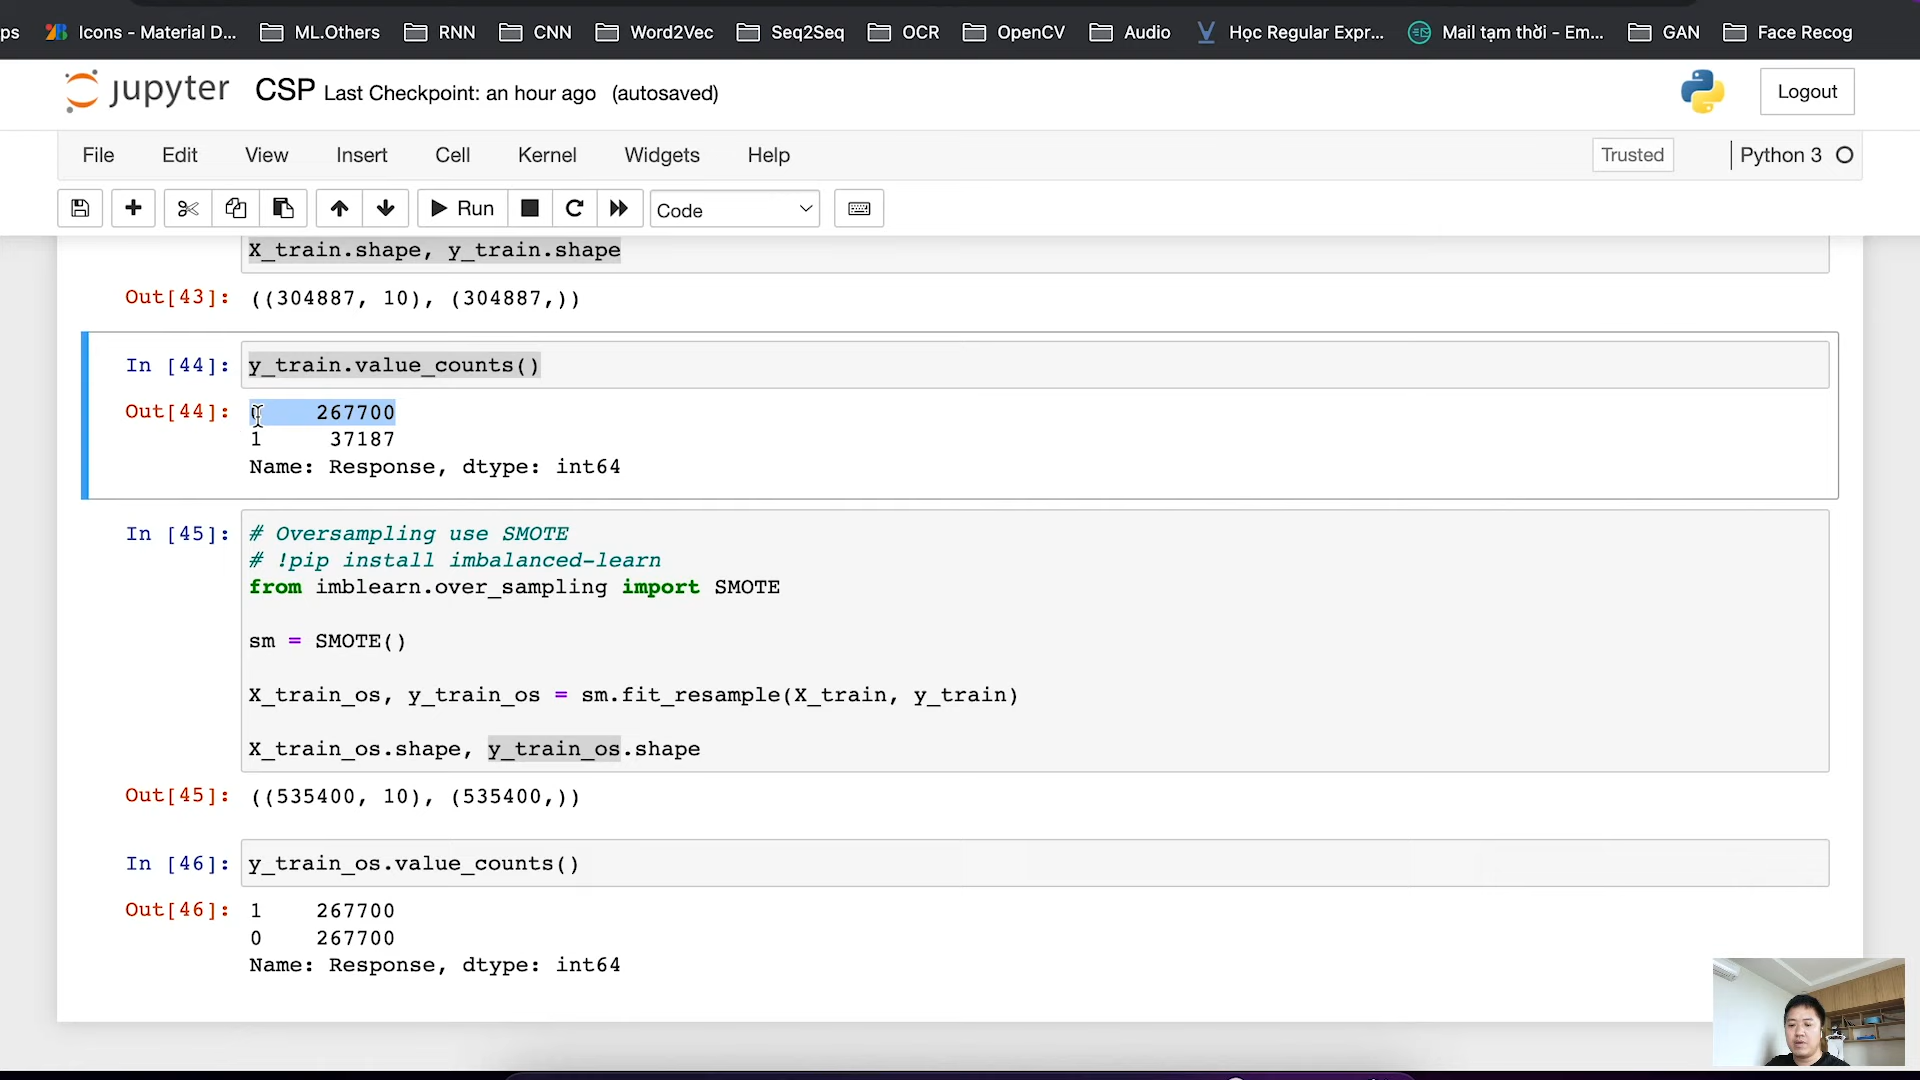 ps Icons - Material D... ML.Others RNN CNN Word2Vec Seq2Seq OCR OpenCV Audio Học Regular Expr... Mail tạm thời - Em... GAN Face Recog
jupyter CSP Last Checkpoint: an hour ago (autosaved) Logout
File Edit View Insert Cell Kernel Widgets Help Trusted Python 3
Run Code
X_train.shape, y_train.shape
Out[43]: ((304887, 10), (304887,))
In [44]: y_train.value_counts()
Out[44]: 0 267700
1 37187
Name: Response, dtype: int64
In [45]: # Oversampling use SMOTE
# !pip install imbalanced-learn
from imblearn.over_sampling import SMOTE
sm = SMOTE()
X_train_os, y_train_os = sm.fit_resample(X_train, y_train)
X_train_os.shape, y_train_os.shape
Out[45]: ((535400, 10), (535400,))
In [46]: y_train_os.value_counts()
Out[46]: 1 267700
0 267700
Name: Response, dtype: int64